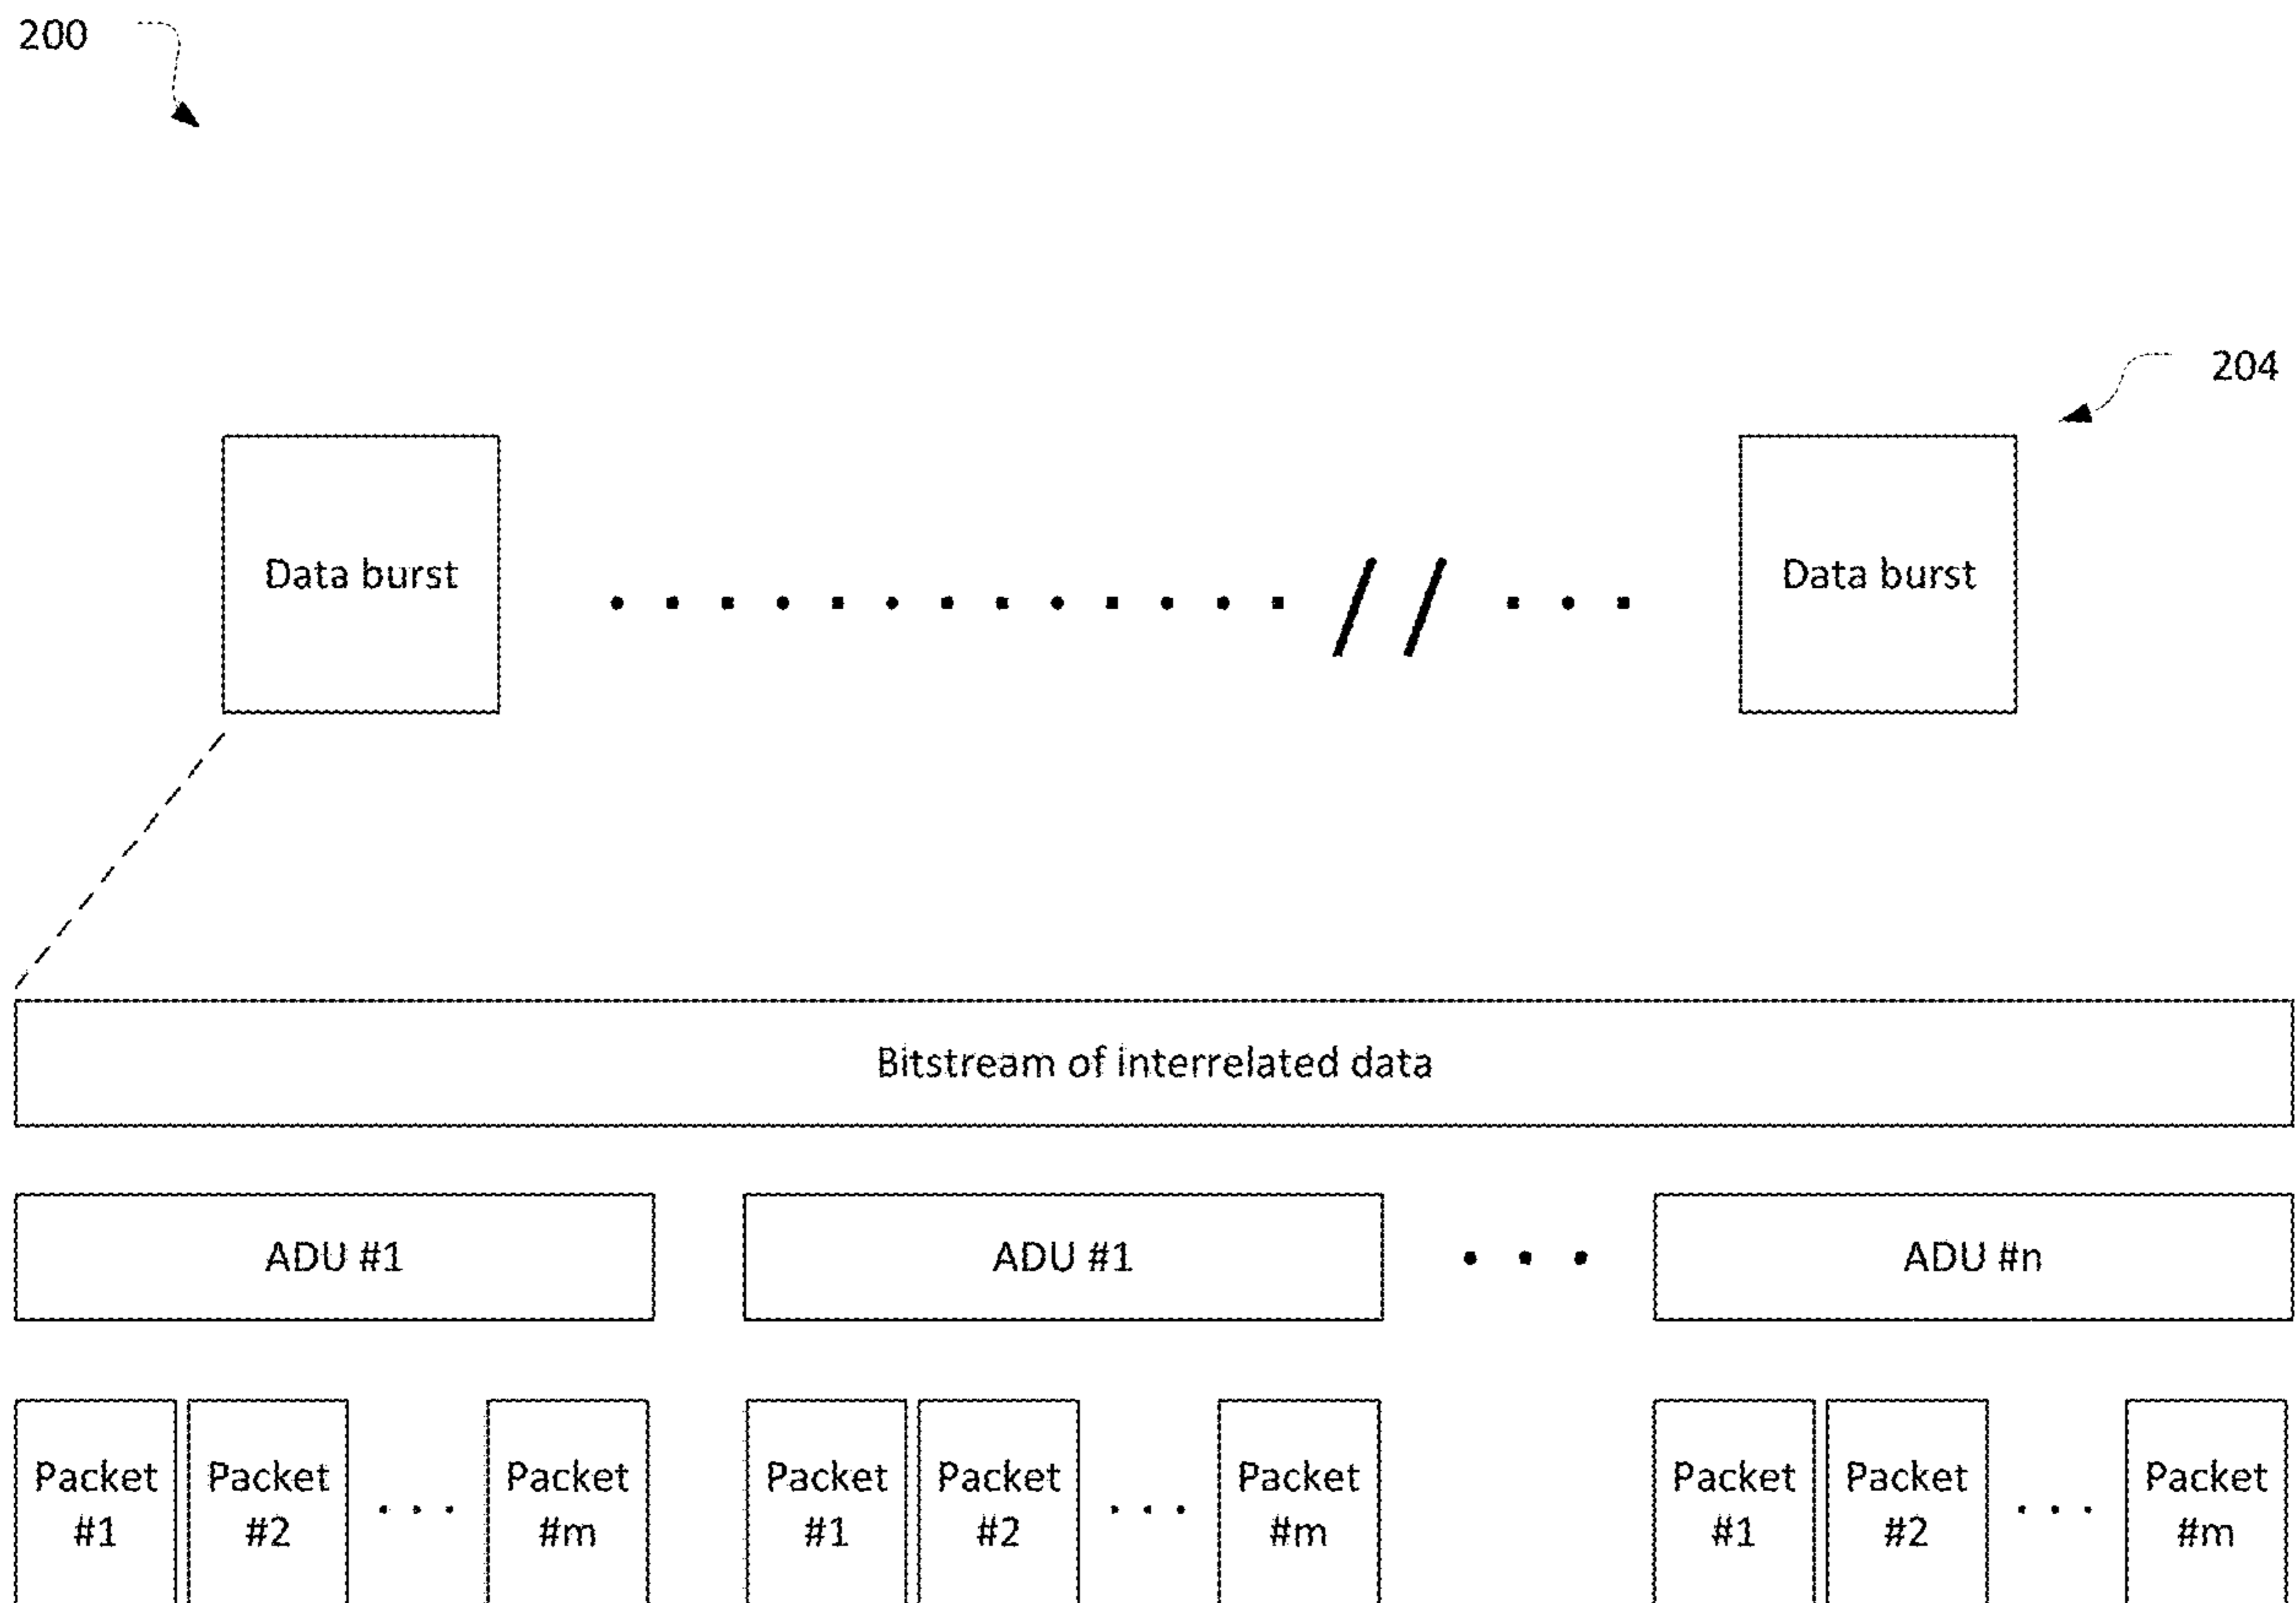 200
204
Data burst
Data burst
Bitstream of interrelated data
ADU #1
ADU #1
ADU #n
Packet
#1
Packet
#2
Packet
#m
Packet
#1
Packet
#2
Packet
#m
Packet
#1
Packet
#2
Packet
#m